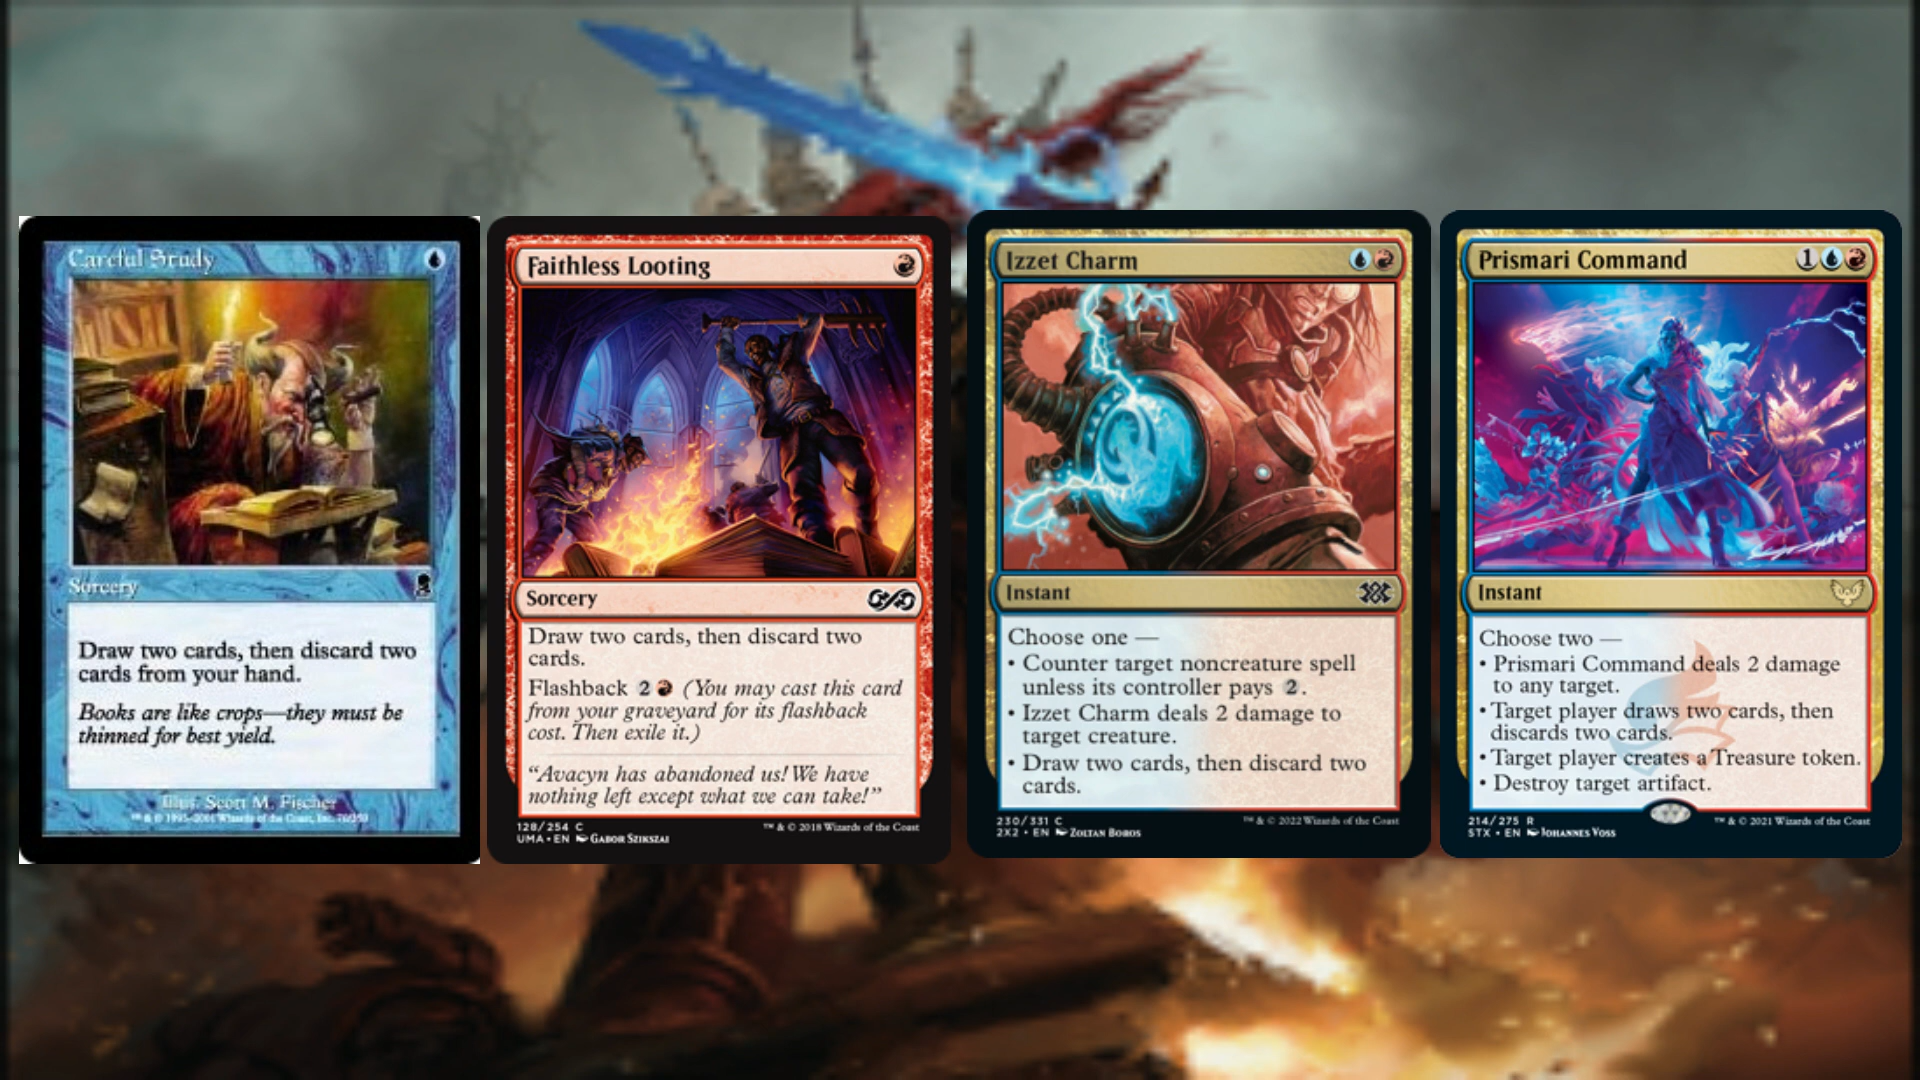 Careful Study
Sorcery
Draw two cards, then discard two
cards from your hand.
Books are like crops—they must be
thinned for best yield.
Illus. Scott M. Fischer
Faithless Looting
Sorcery
Draw two cards, then discard two
cards.
Flashback 2 (You may cast this card
from your graveyard for its flashback
cost. Then exile it.)
“Avacyn has abandoned us! We have
nothing left except what we can take!”
128/254 C
UMA • EN Gabor Szikszai
™ & © 2018 Wizards of the Coast
Izzet Charm
Instant
Choose one —
• Counter target noncreature spell
unless its controller pays 2.
• Izzet Charm deals 2 damage to
target creature.
• Draw two cards, then discard two
cards.
230/331 C
2X2 • EN Zoltan Boros
™ & © 2022 Wizards of the Coast
Prismari Command 1
Instant
Choose two —
• Prismari Command deals 2 damage
to any target.
• Target player draws two cards, then
discards two cards.
• Target player creates a Treasure token.
• Destroy target artifact.
214/275 R
STX • EN Johannes Voss
™ & © 2021 Wizards of the Coast